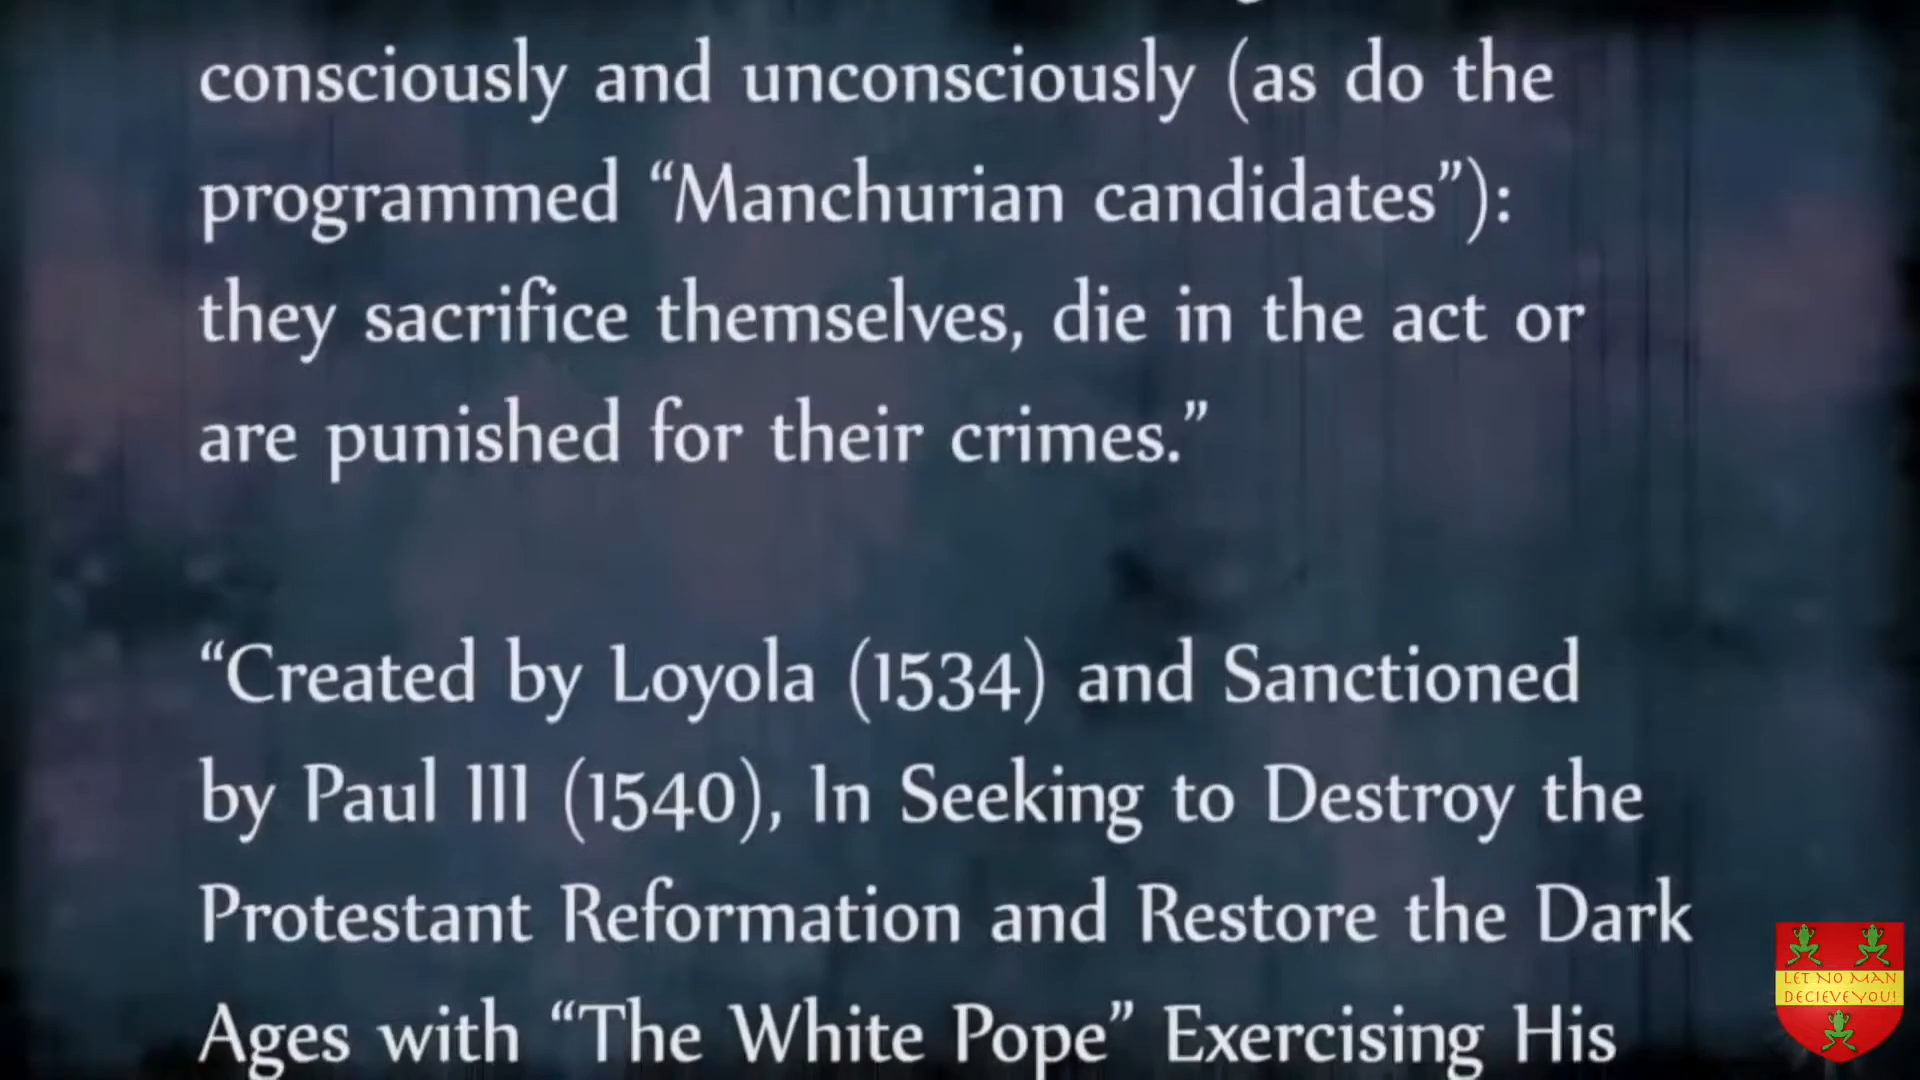 consciously and unconsciously (as do the
programmed “Manchurian candidates”):
they sacrifice themselves, die in the act or
are punished for their crimes.”
“Created by Loyola (1534) and Sanctioned
by Paul III (1540), In Seeking to Destroy the
Protestant Reformation and Restore the Dark
Ages with “The White Pope” Exercising His
LET NO MAN
DECIEVE YOU!